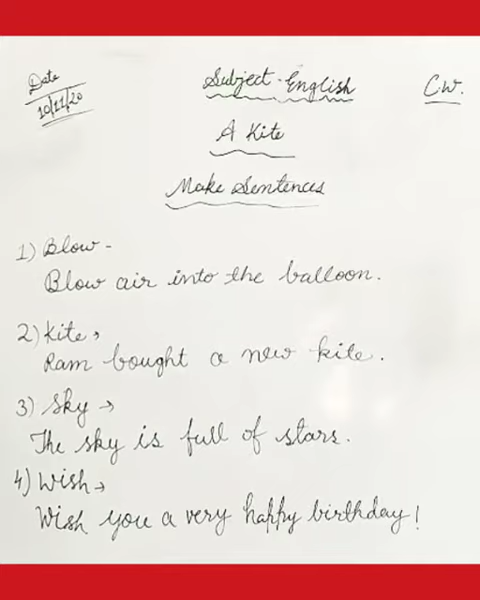 Date
10/11/20
Subject - English
C.W.
A Kite
Make Sentences
1) Blow -
Blow air into the balloon.
2) Kite →
Ram bought a new kite.
3) Sky →
The sky is full of stars.
4) Wish →
Wish you a very happy birthday!